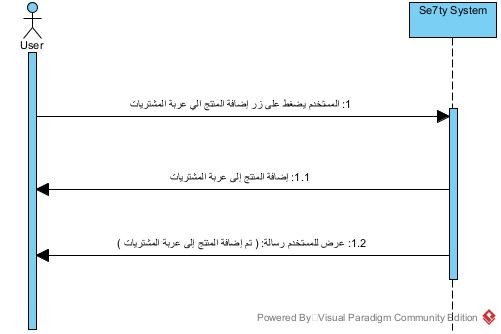 Se7ty System
User
1: المستخدم يضغط على زر إضافة المنتج الي عربة المشتريات
1.1: إضافة المنتج إلى عربة المشتريات
1.2: عرض للمستخدم رسالة: ( تم إضافة المنتج إلى عربة المشتريات )
Powered By Visual Paradigm Community Edition